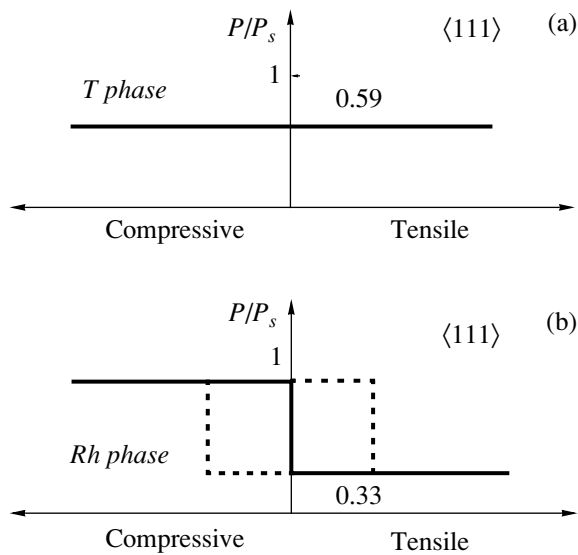 (a)
P/Pₛ
⟨111⟩
1
T phase
0.59
Compressive
Tensile
(b)
P/Pₛ
⟨111⟩
1
Rh phase
0.33
Compressive
Tensile